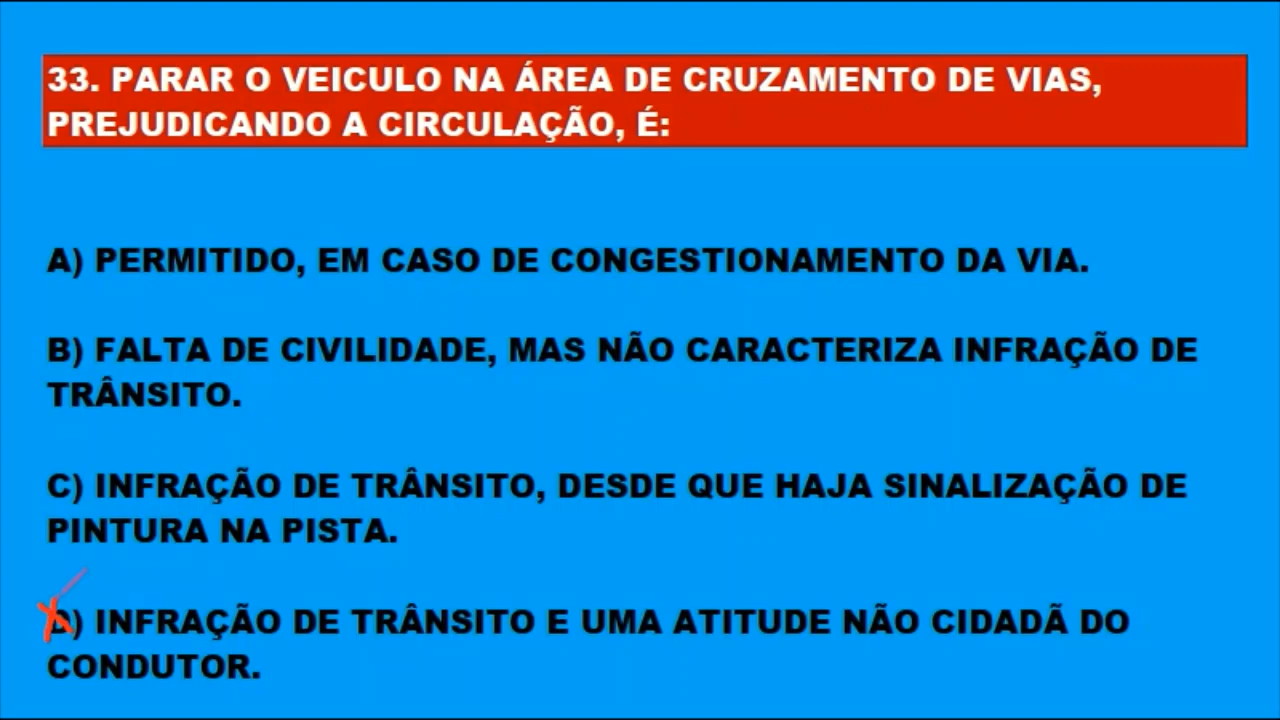 33. PARAR O VEICULO NA ÁREA DE CRUZAMENTO DE VIAS,
PREJUDICANDO A CIRCULAÇÃO, É:
A) PERMITIDO, EM CASO DE CONGESTIONAMENTO DA VIA.
B) FALTA DE CIVILIDADE, MAS NÃO CARACTERIZA INFRAÇÃO DE
TRÂNSITO.
C) INFRAÇÃO DE TRÂNSITO, DESDE QUE HAJA SINALIZAÇÃO DE
PINTURA NA PISTA.
D) INFRAÇÃO DE TRÂNSITO E UMA ATITUDE NÃO CIDADÃ DO
CONDUTOR.